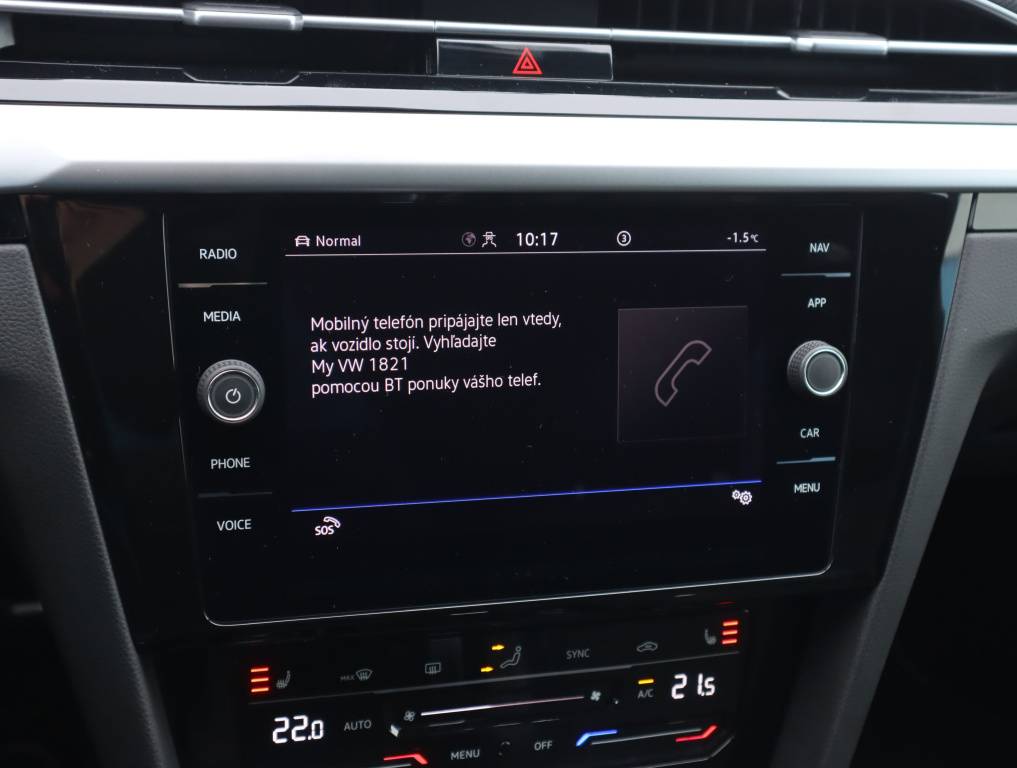 RADIO
MEDIA
PHONE
VOICE
Normal
10:17
3
-1.5°C
Mobilný telefón pripájajte len vtedy,
ak vozidlo stojí. Vyhľadajte
My VW 1821
pomocou BT ponuky vášho telef.
SOS
NAV
APP
CAR
MENU
MAX
SYNC
22.0
AUTO
A/C
21.5
MENU
OFF